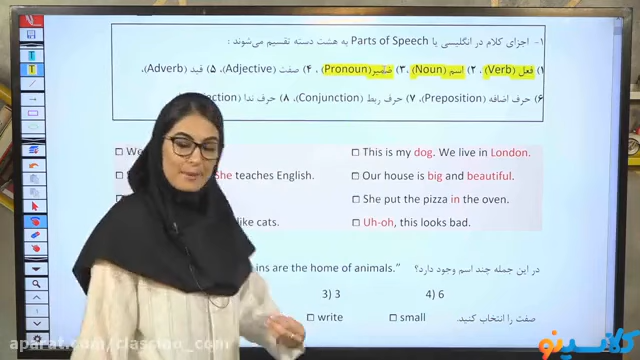 ۱- اجزای کلام در انگلیسی یا Parts of Speech به هشت دسته تقسیم می‌شوند :
۱) فعل (Verb) ، ۲) اسم (Noun) ،۳) ضمیر(Pronoun) ، ۴) صفت (Adjective)، ۵) قید (Adverb)،
۶) حرف اضافه (Preposition)، ۷) حرف ربط (Conjunction)، ۸) حرف ندا
This is my dog. We live in London.
She teaches English.
Our house is big and beautiful.
She put the pizza in the oven.
like cats.
Uh-oh, this looks bad.
are the home of animals." در این جمله چند اسم وجود دارد؟
3) 3
4) 6
write
small
صفت را انتخاب کنید.
aparat.com/classino_com
کلاسینو